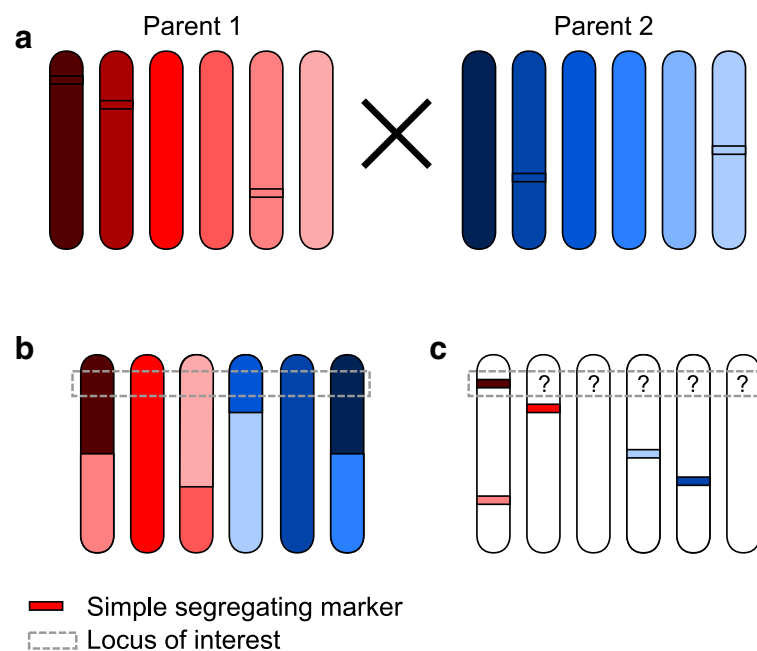 Parent 1
Parent 2
a
b
c
? ? ? ? ?
Simple segregating marker
Locus of interest